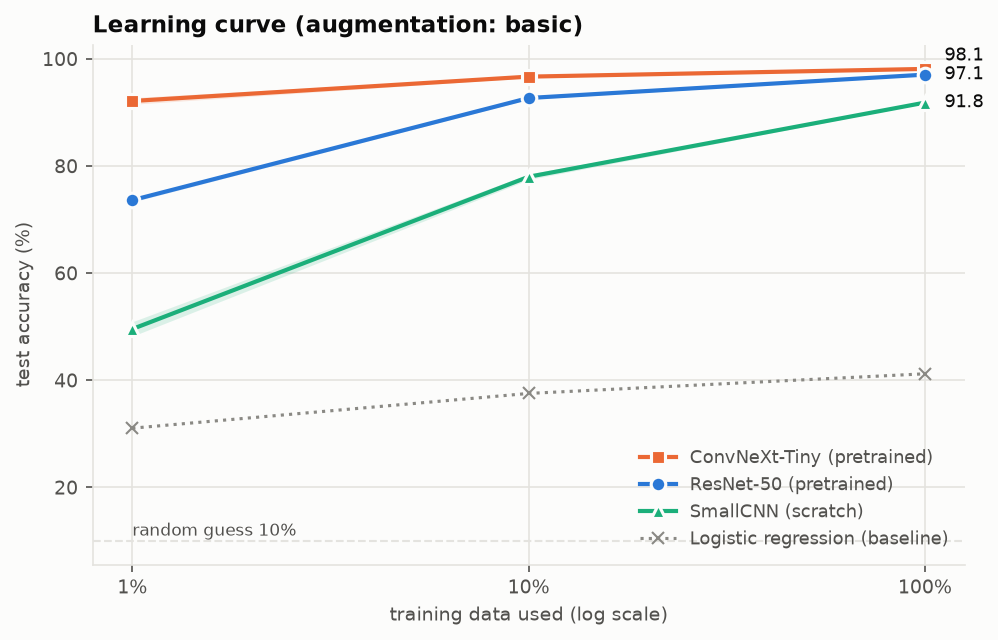 Learning curve (augmentation: basic)
100
80
60
40
20
test accuracy (%)
98.1
97.1
91.8
random guess 10%
ConvNeXt-Tiny (pretrained)
ResNet-50 (pretrained)
SmallCNN (scratch)
Logistic regression (baseline)
1%
10%
100%
training data used (log scale)